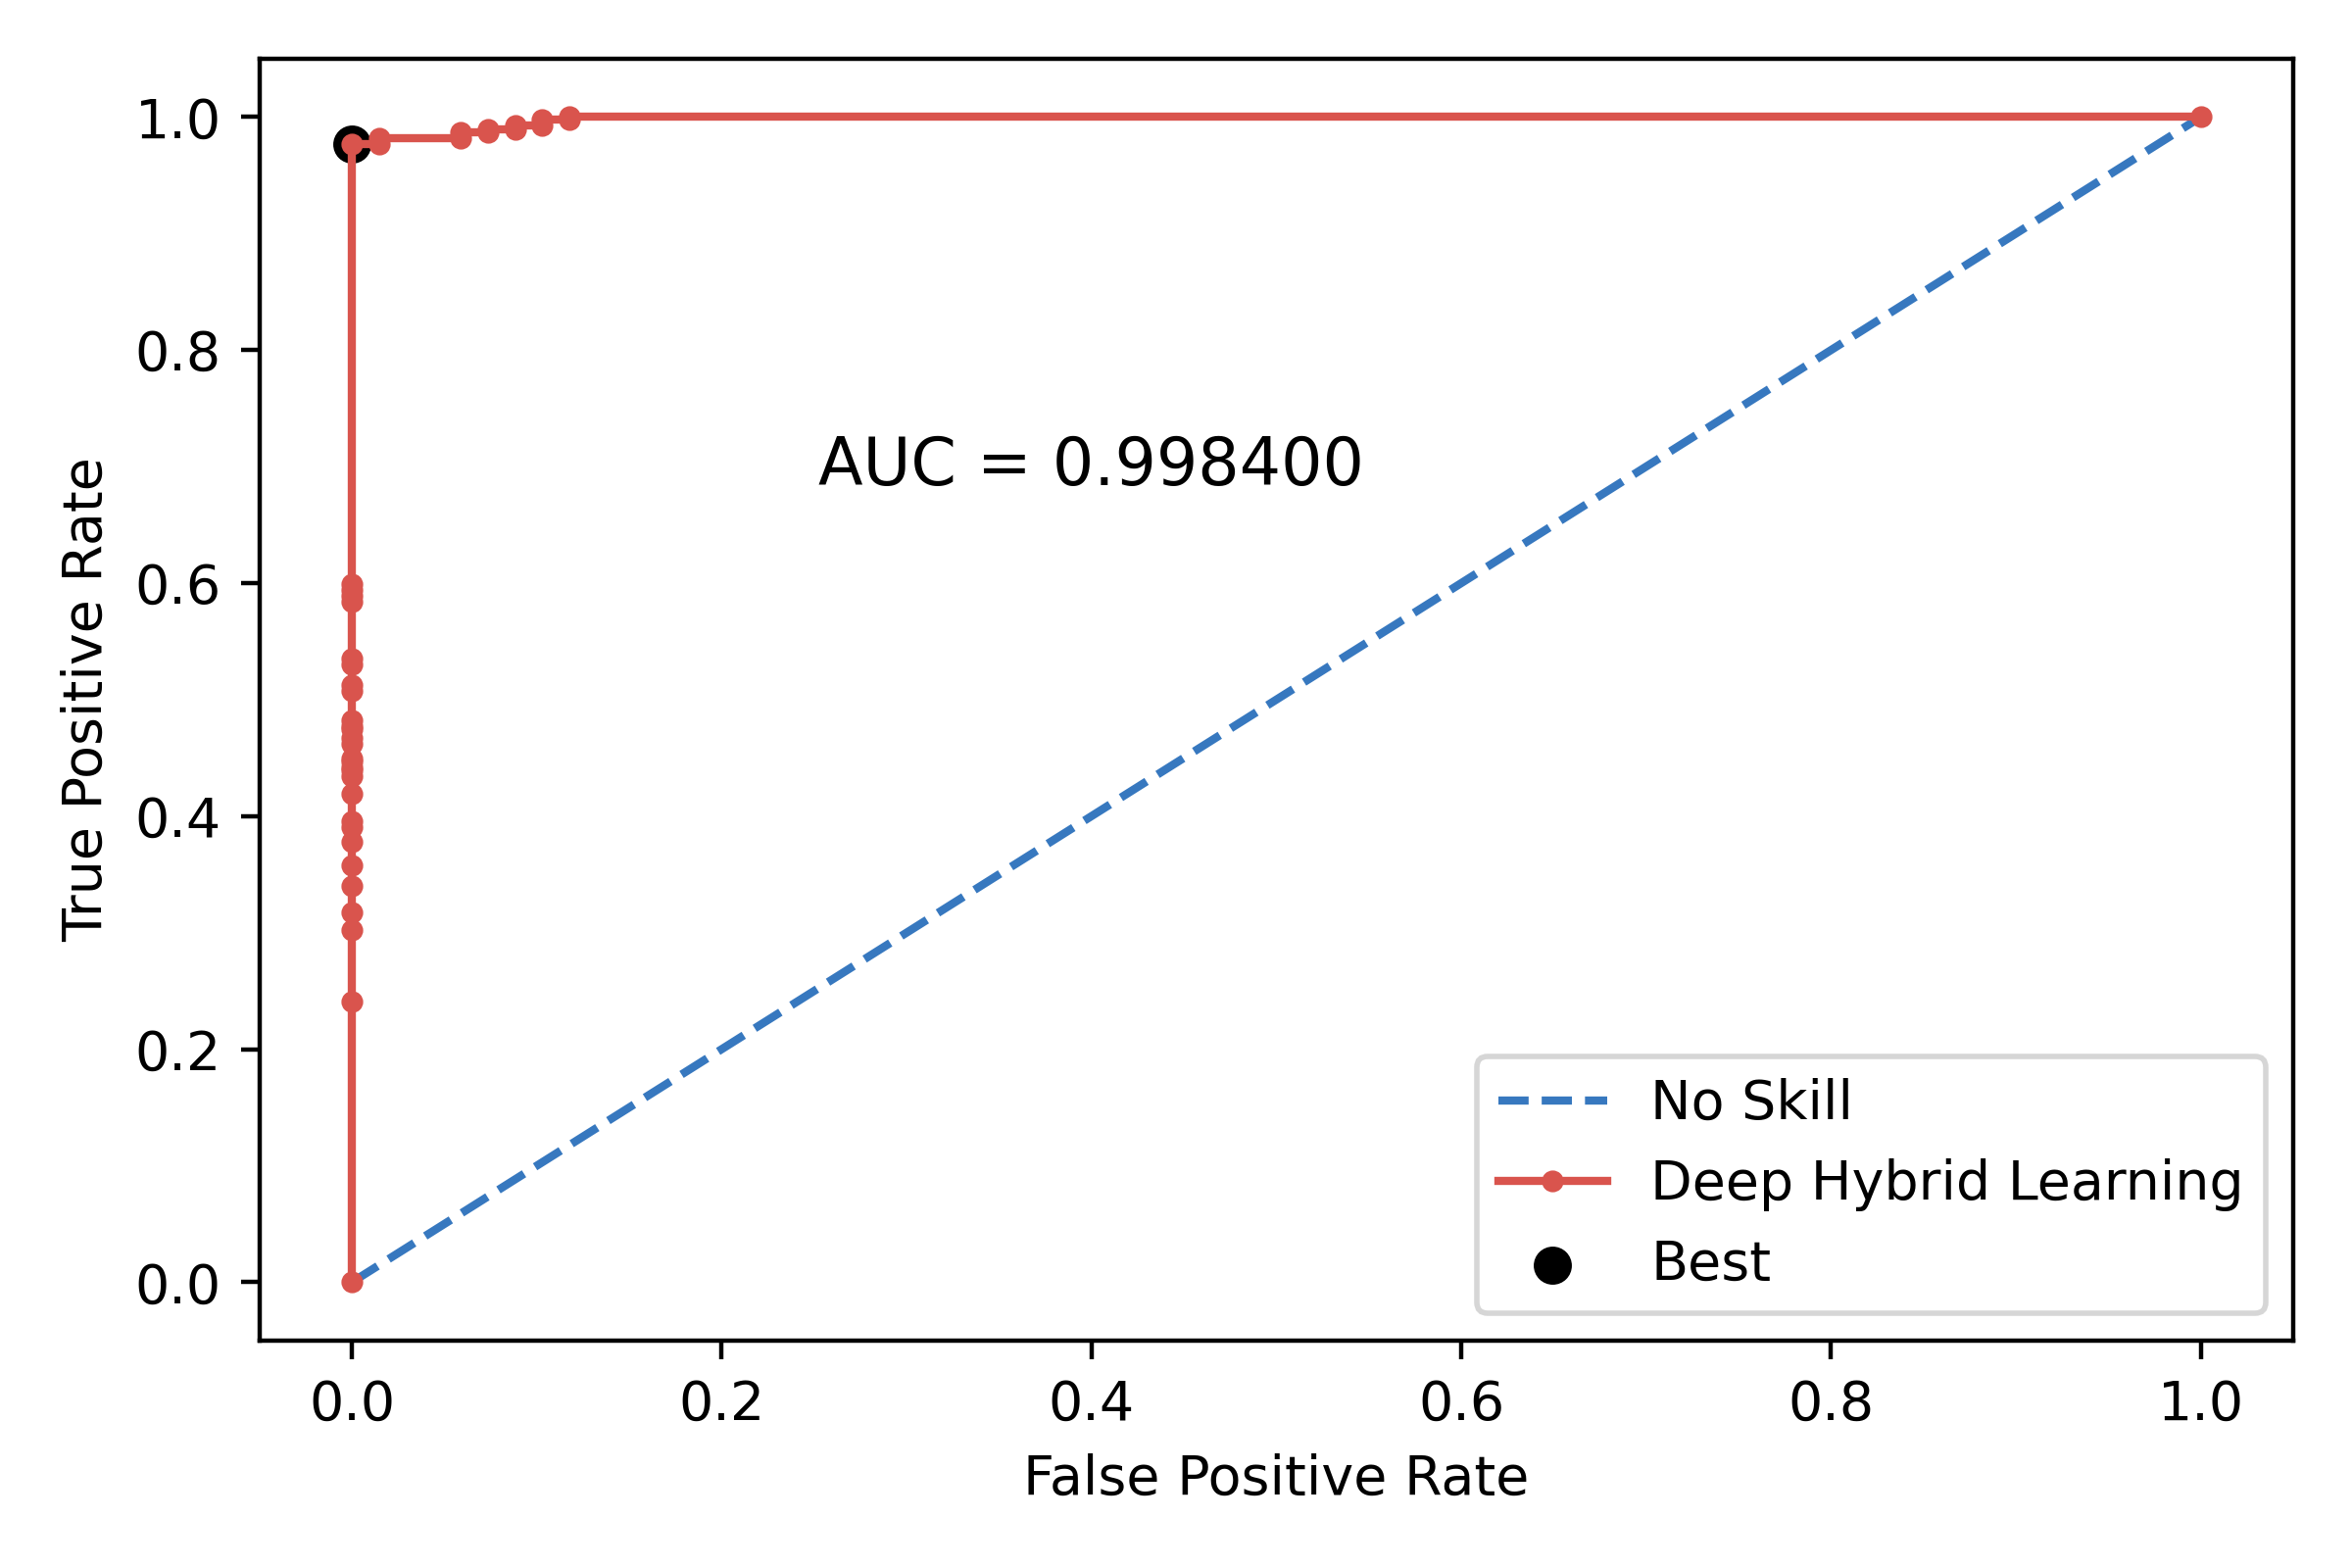 1.0
0.8
0.6
0.4
0.2
0.0
True Positive Rate
AUC = 0.998400
No Skill
Deep Hybrid Learning
Best
0.0 0.2 0.4 0.6 0.8 1.0
False Positive Rate